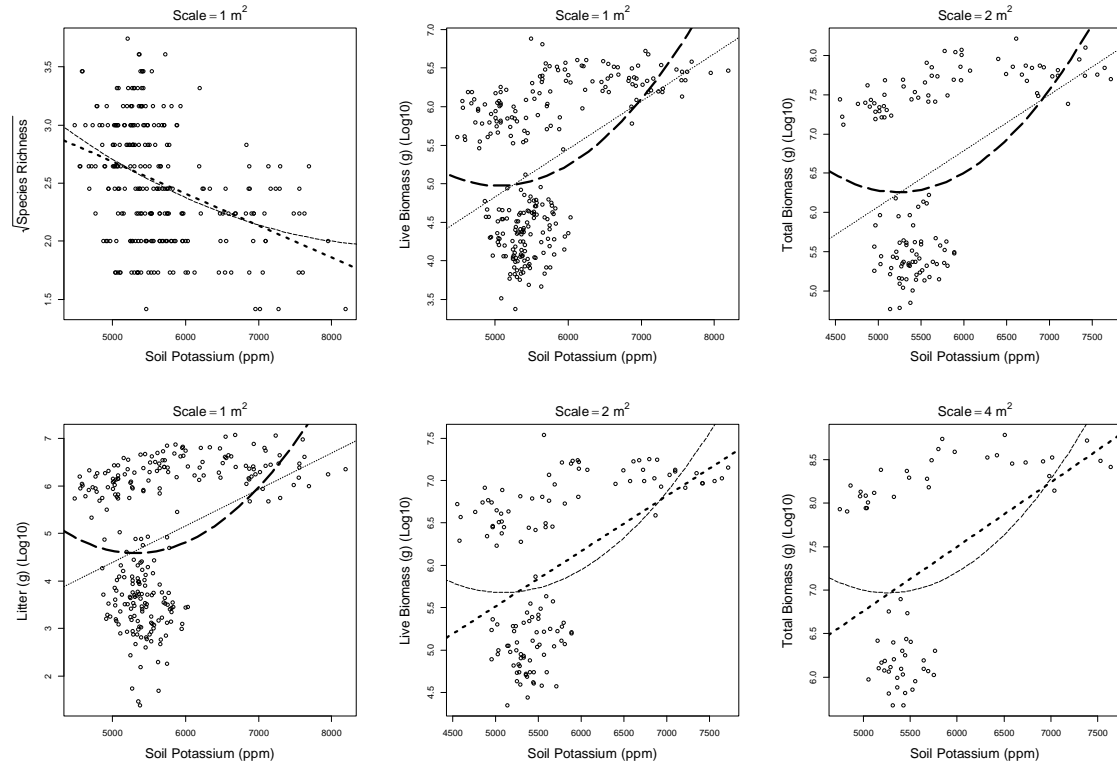 Scale = 1 m²
√Species Richness
3.5
3.0
2.5
2.0
1.5
5000 6000 7000 8000
Soil Potassium (ppm)
Scale = 1 m²
Live Biomass (g) (Log10)
7.0
6.5
6.0
5.5
5.0
4.5
4.0
3.5
5000 6000 7000 8000
Soil Potassium (ppm)
Scale = 2 m²
Total Biomass (g) (Log10)
8.0
7.5
7.0
6.5
6.0
5.5
5.0
4500 5000 5500 6000 6500 7000 7500
Soil Potassium (ppm)
Scale = 1 m²
Litter (g) (Log10)
7
6
5
4
3
2
5000 6000 7000 8000
Soil Potassium (ppm)
Scale = 2 m²
Live Biomass (g) (Log10)
7.5
7.0
6.5
6.0
5.5
5.0
4.5
4500 5000 5500 6000 6500 7000 7500
Soil Potassium (ppm)
Scale = 4 m²
Total Biomass (g) (Log10)
8.5
8.0
7.5
7.0
6.5
6.0
5000 5500 6000 6500 7000 7500
Soil Potassium (ppm)